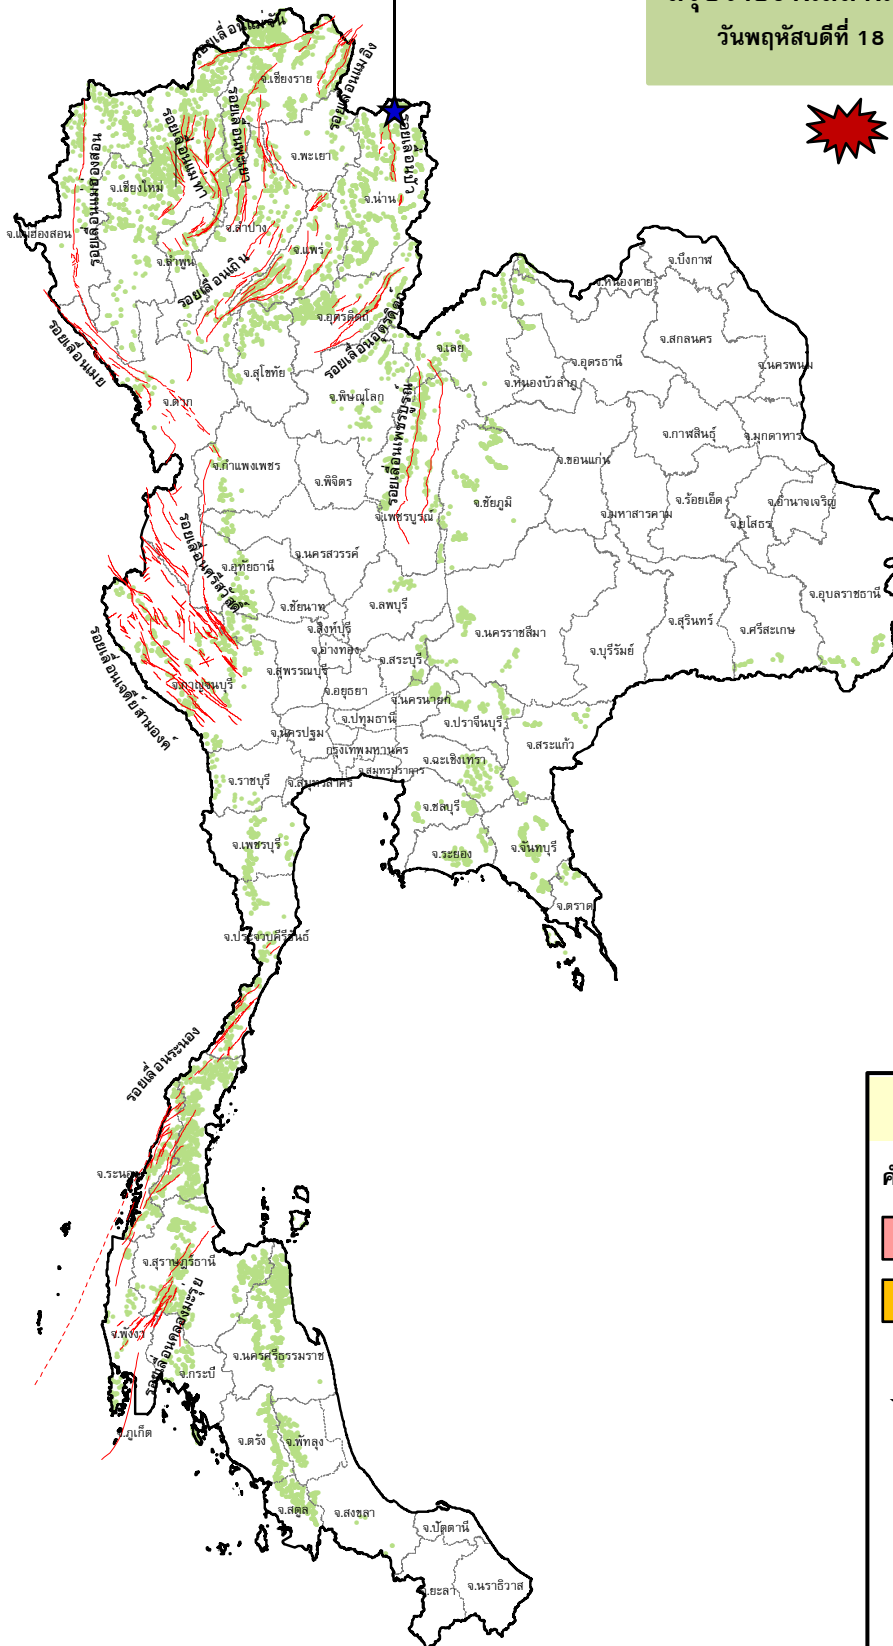 วันพฤหัสบดีที่ 18
รอยเลื่อนแม่จัน
รอยเลื่อนแม่อิง
จ.เชียงราย
รอยเลื่อนพะเยา
รอยเลื่อนแม่ทา
รอยเลื่อนปัว
รอยเลื่อนแม่ฮ่องสอน
จ.พะเยา
จ.เชียงใหม่
จ.น่าน
จ.แม่ฮ่องสอน
จ.ลำปาง
จ.แพร่
จ.ลำพูน
รอยเลื่อนเถิน
จ.บึงกาฬ
จ.หนองคาย
จ.อุตรดิตถ์
รอยเลื่อนอุตรดิตถ์
รอยเลื่อนเมย
จ.เลย
จ.สกลนคร
จ.นครพนม
จ.อุดรธานี
จ.หนองบัวลำภู
จ.สุโขทัย
จ.ตาก
จ.พิษณุโลก
รอยเลื่อนเพชรบูรณ์
จ.กาฬสินธุ์
จ.มุกดาหาร
จ.กำแพงเพชร
จ.ขอนแก่น
จ.พิจิตร
จ.ชัยภูมิ
จ.ร้อยเอ็ด
จ.อำนาจเจริญ
จ.เพชรบูรณ์
จ.มหาสารคาม
จ.ยโสธร
รอยเลื่อนศรีสวัสดิ์
จ.นครสวรรค์
จ.อุทัยธานี
จ.อุบลราชธานี
จ.ชัยนาท
จ.ลพบุรี
จ.สิงห์บุรี
จ.นครราชสีมา
จ.สุรินทร์
จ.ศรีสะเกษ
จ.อ่างทอง
จ.บุรีรัมย์
จ.สระบุรี
จ.สุพรรณบุรี
รอยเลื่อนเจดีย์สามองค์
จ.กาญจนบุรี
จ.อยุธยา
จ.นครนายก
จ.ปทุมธานี
จ.ปราจีนบุรี
จ.นครปฐม
จ.สระแก้ว
กรุงเทพมหานคร
จ.ฉะเชิงเทรา
จ.สมุทรปราการ
จ.ราชบุรี
จ.สมุทรสาคร
จ.ชลบุรี
จ.เพชรบุรี
จ.ระยอง
จ.จันทบุรี
จ.ตราด
จ.ประจวบคีรีขันธ์
รอยเลื่อนระนอง
จ.ระนอง
จ.สุราษฎร์ธานี
รอยเลื่อนคลองมะรุ่ย
จ.พังงา
จ.นครศรีธรรมราช
จ.กระบี่
จ.ภูเก็ต
จ.ตรัง
จ.พัทลุง
จ.สตูล
จ.สงขลา
จ.ปัตตานี
จ.ยะลา
จ.นราธิวาส